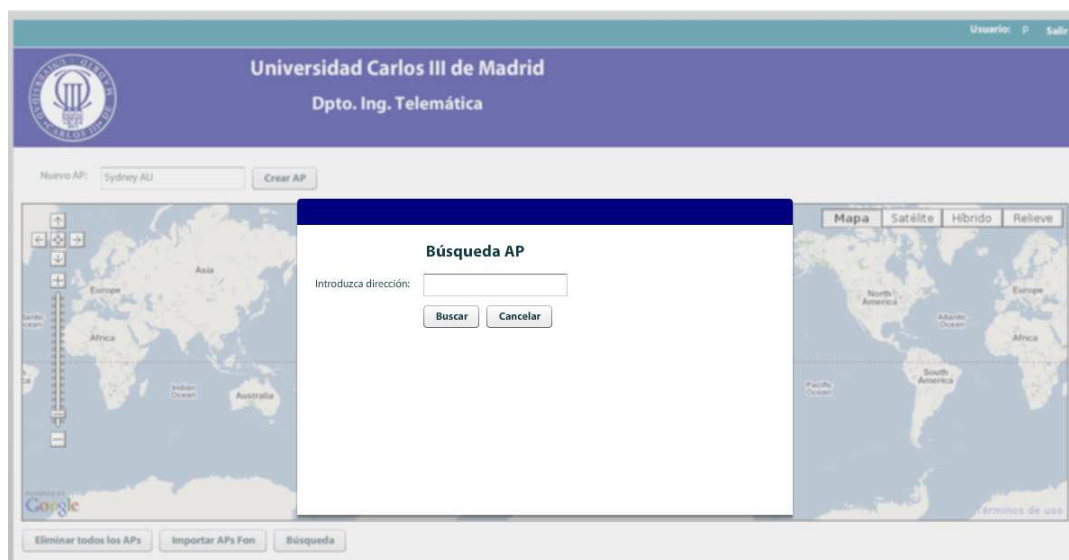 Usuario: p Salir
Universidad Carlos III de Madrid
Dpto. Ing. Telemática
Nuevo AP: Sydney AU Crear AP
Mapa Satélite Híbrido Relieve
Búsqueda AP
Introduzca dirección:
Buscar Cancelar
Asia
Europe
Africa
Indian Ocean
Australia
North America
Atlantic Ocean
Europe
Africa
South America
Pacific Ocean
Google
Términos de uso
Eliminar todos los APs Importar APs Fon Búsqueda